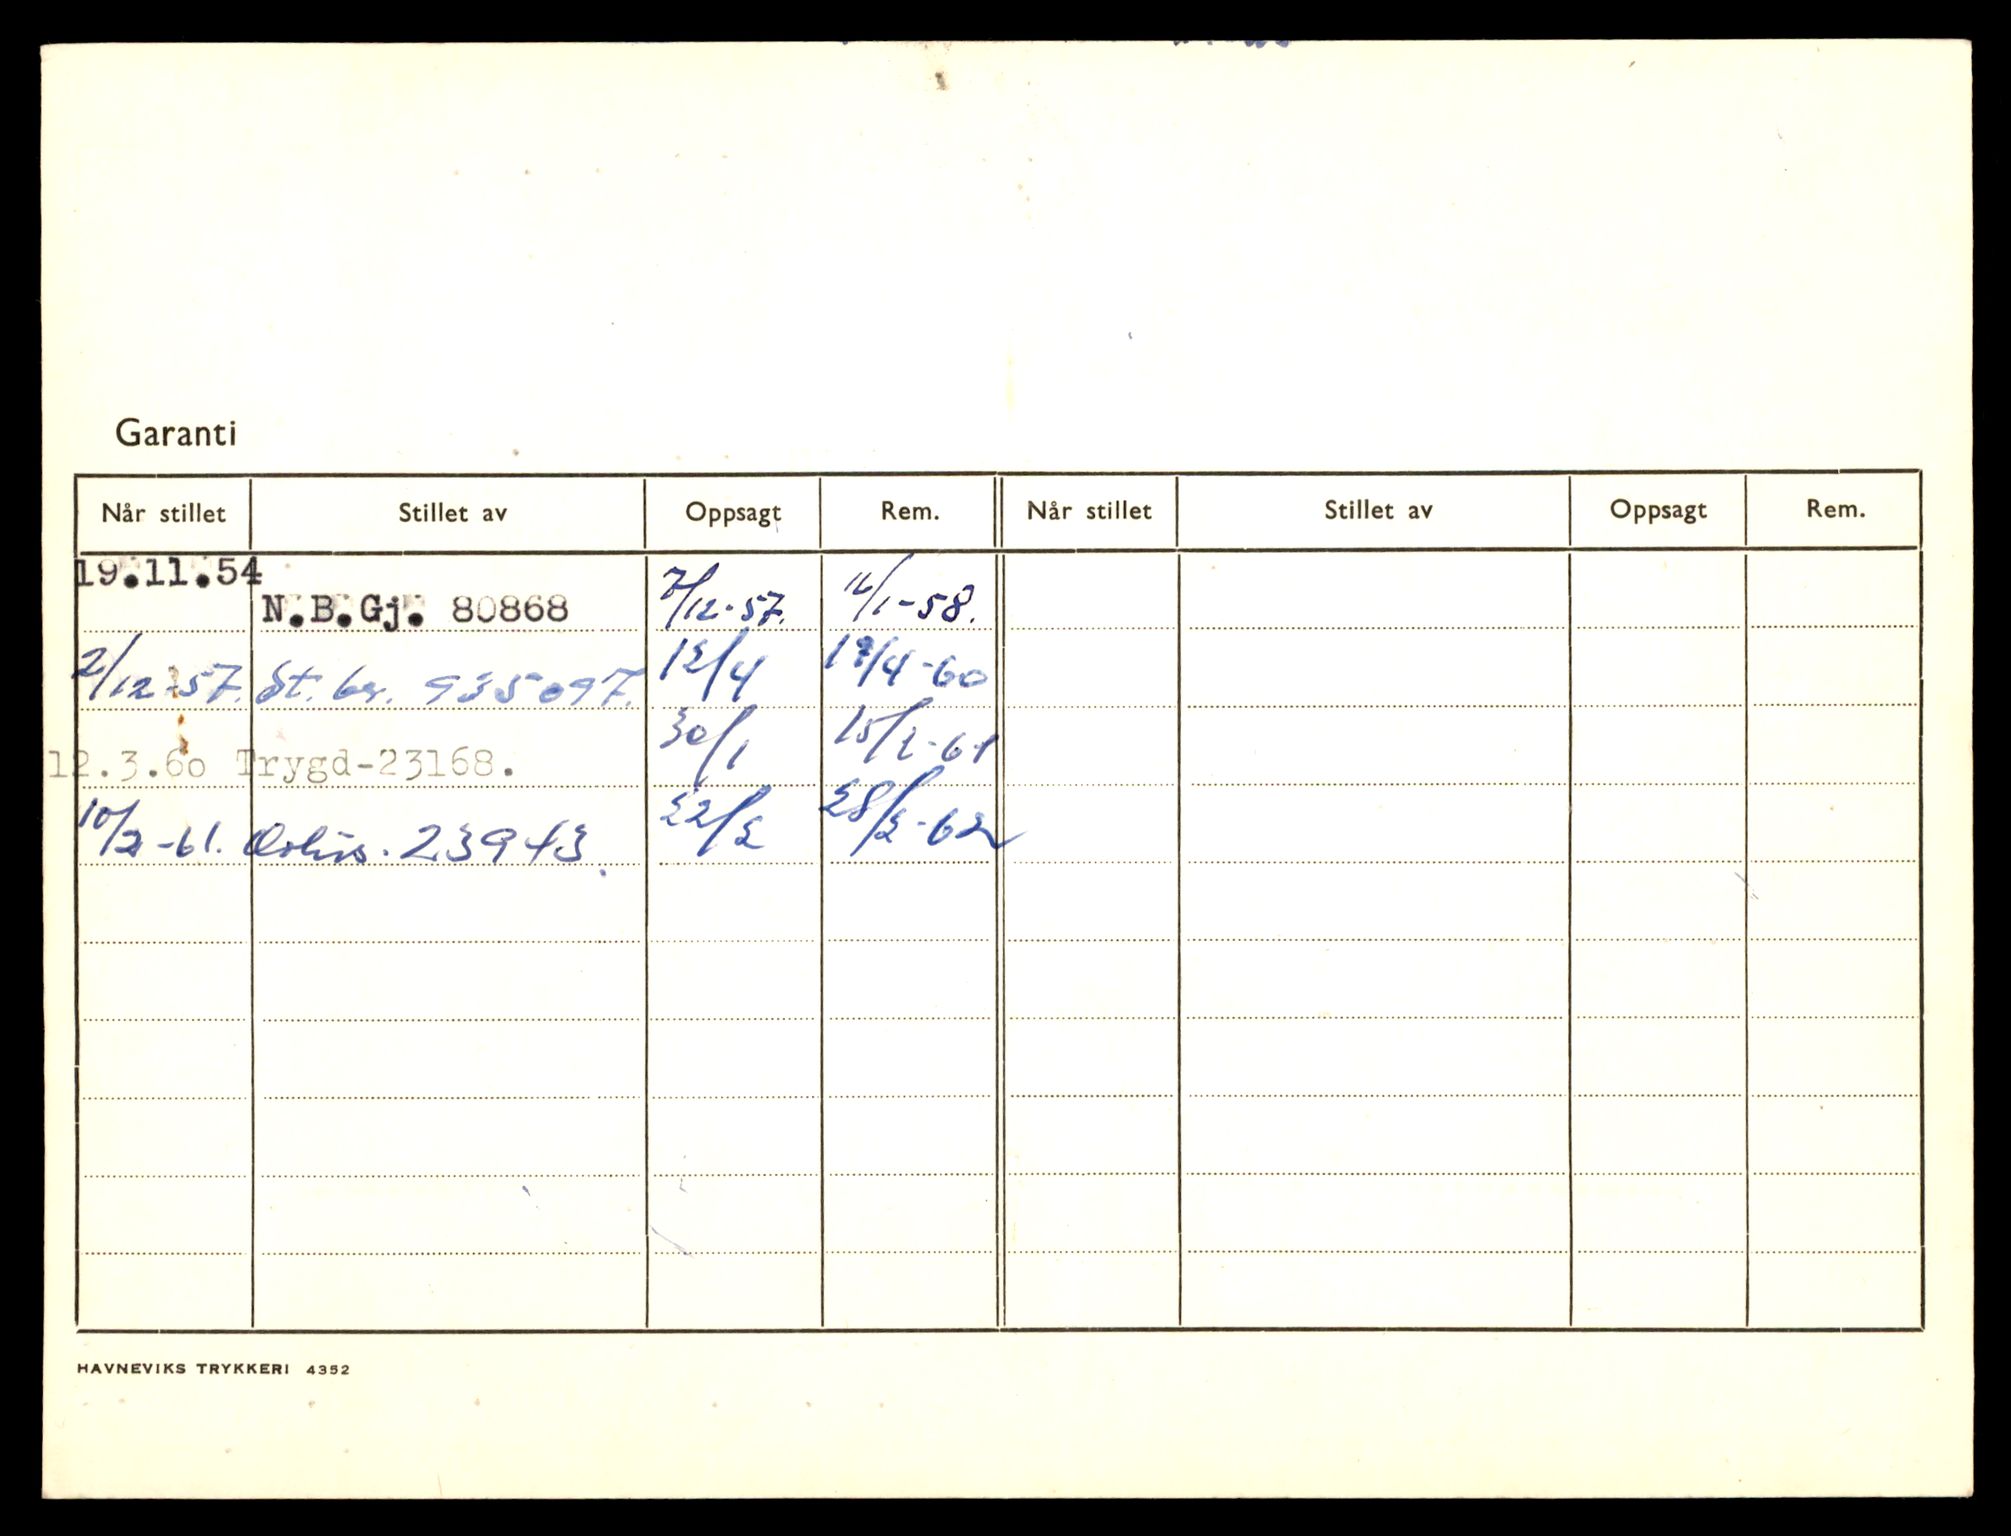 Garanti
Når stillet Stillet av Oppsagt Rem. Når stillet Stillet av Oppsagt Rem.
19.11.54 N.B.Gj. 80868 7/12-57. 16/1-58.
2/12-57. St. br. 935097. 12/4 19/4-60
12.3.60 Trygd-23168. 30/1 15/2-61
10/2-61. 23943 22/2 28/2-62
HAVNEVIKS TRYKKERI 4352